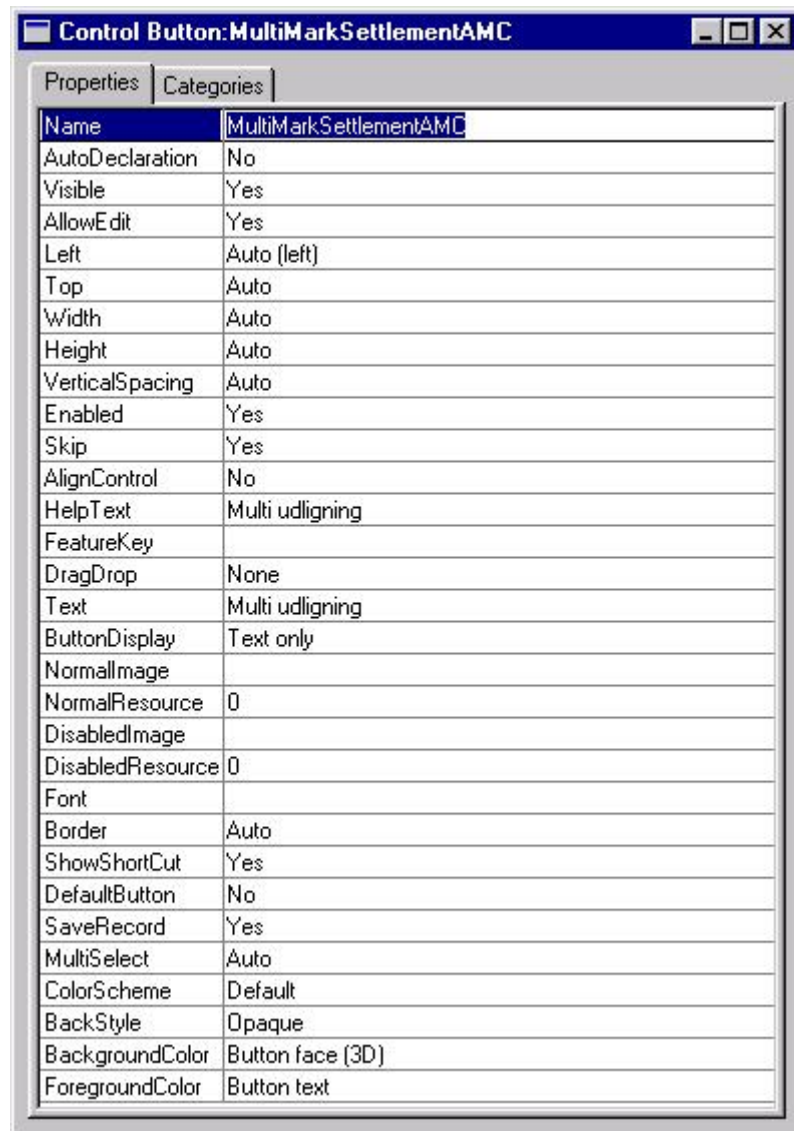 Control Button:MultiMarkSettlementAMC
Properties Categories
Name MultiMarkSettlementAMC
AutoDeclaration No
Visible Yes
AllowEdit Yes
Left Auto (left)
Top Auto
Width Auto
Height Auto
VerticalSpacing Auto
Enabled Yes
Skip Yes
AlignControl No
HelpText Multi udligning
FeatureKey
DragDrop None
Text Multi udligning
ButtonDisplay Text only
NormalImage
NormalResource 0
DisabledImage
DisabledResource 0
Font
Border Auto
ShowShortCut Yes
DefaultButton No
SaveRecord Yes
MultiSelect Auto
ColorScheme Default
BackStyle Opaque
BackgroundColor Button face (3D)
ForegroundColor Button text